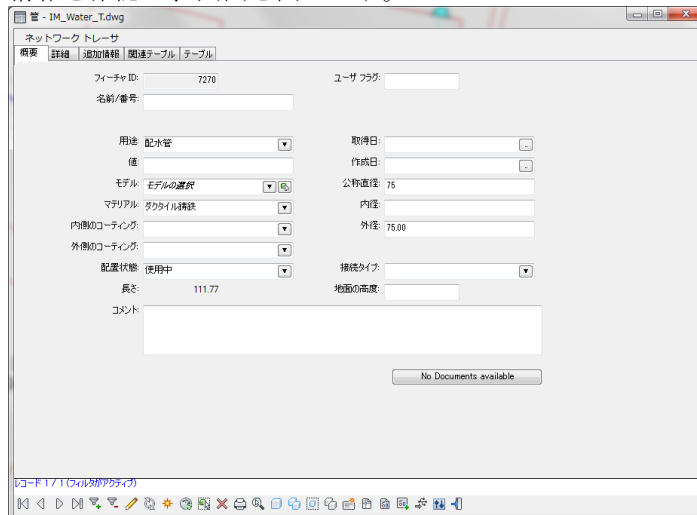 管 - IM_Water_T.dwg
ネットワーク トレーサ
概要 詳細 追加情報 関連テーブル テーブル
フィーチャ ID: 7270 ユーザ フラグ:
名前/番号:
用途: 配水管 取得日:
値: 作成日:
モデル: モデルの選択 公称直径: 75
マテリアル: ダクタイル鋳鉄 内径:
内側のコーティング: 外径: 75.00
外側のコーティング:
配置状態: 使用中 接続タイプ:
長さ: 111.77 地面の高度:
コメント:
No Documents available
レコード 1 / 1 (フィルタがアクティブ)